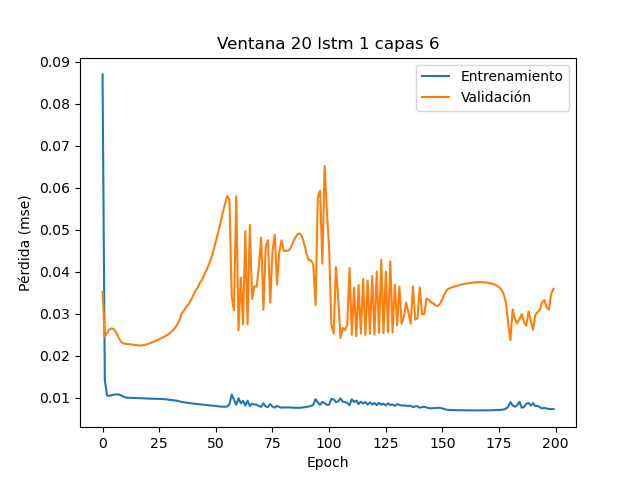 Ventana 20 lstm 1 capas 6
Entrenamiento
Validación
0.09
0.08
0.07
0.06
0.05
0.04
0.03
0.02
0.01
Pérdida (mse)
0 25 50 75 100 125 150 175 200
Epoch